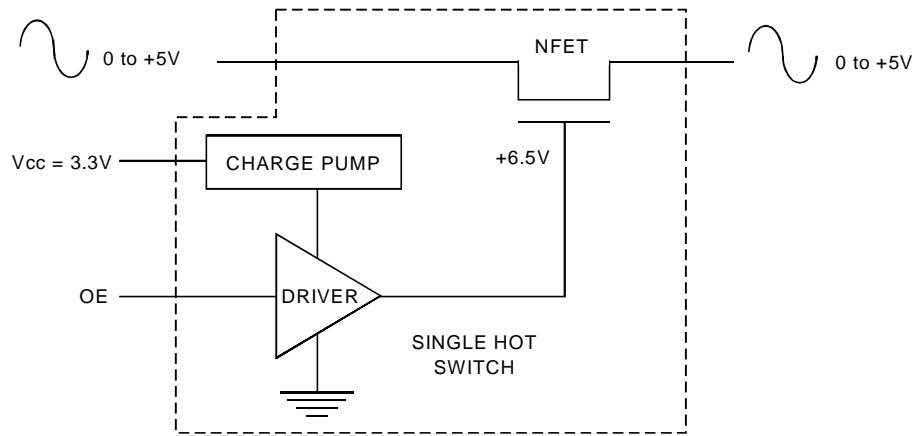 NFET
0 to +5V
0 to +5V
Vcc = 3.3V
CHARGE PUMP
+6.5V
OE
DRIVER
SINGLE HOT
SWITCH